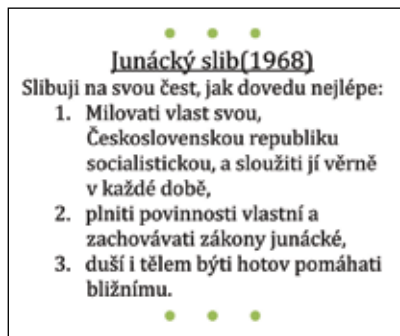 Junácký slib(1968)
Slibuji na svou čest, jak dovedu nejlépe:
1. Milovati vlast svou,
Československou republiku
socialistickou, a sloužiti jí věrně
v každé době,
2. plniti povinnosti vlastní a
zachovávati zákony junácké,
3. duší i tělem býti hotov pomáhati
bližnímu.